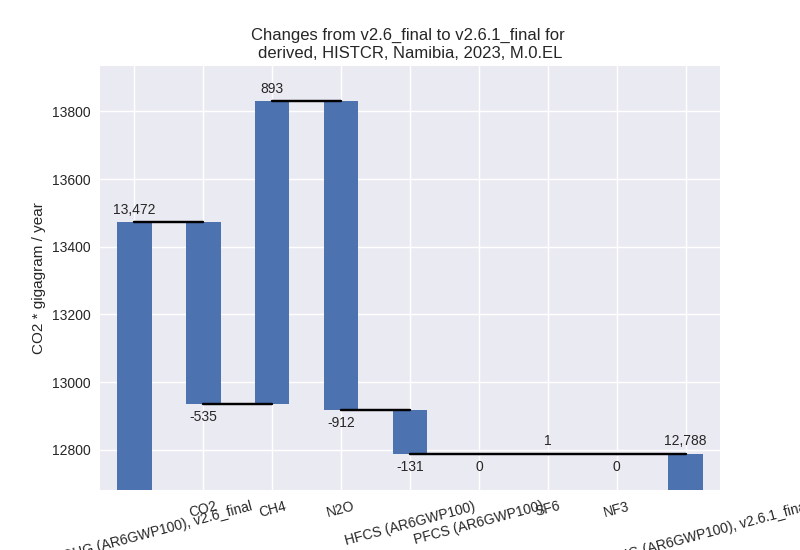 Changes from v2.6_final to v2.6.1_final for
derived, HISTCR, Namibia, 2023, M.0.EL
CO2 * gigagram / year
13800
13600
13400
13200
13000
12800
13,472
-535
893
-912
-131
0
1
0
12,788
(AR6GWP100), v2.6_final
CO2
CH4
N2O
HFCS (AR6GWP100)
PFCS (AR6GWP100)
SF6
NF3
(AR6GWP100), v2.6.1_final